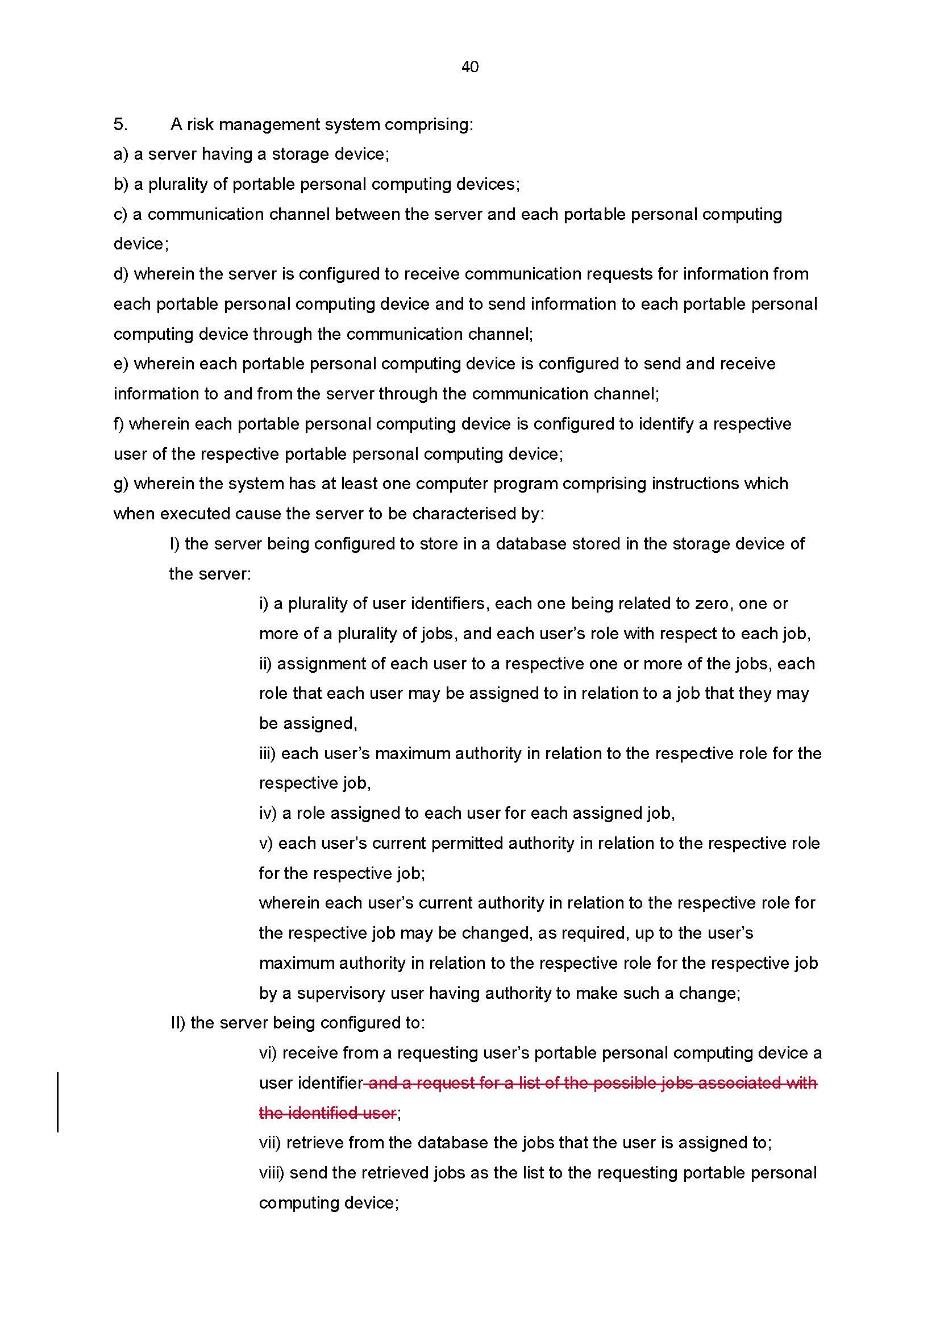 40
5. A risk management system comprising:
a) a server having a storage device;
b) a plurality of portable personal computing devices;
c) a communication channel between the server and each portable personal computing
device;
d) wherein the server is configured to receive communication requests for information from
each portable personal computing device and to send information to each portable personal
computing device through the communication channel;
e) wherein each portable personal computing device is configured to send and receive
information to and from the server through the communication channel;
f) wherein each portable personal computing device is configured to identify a respective
user of the respective portable personal computing device;
g) wherein the system has at least one computer program comprising instructions which
when executed cause the server to be characterised by:
I) the server being configured to store in a database stored in the storage device of
the server:
i) a plurality of user identifiers, each one being related to zero, one or
more of a plurality of jobs, and each user's role with respect to each job,
ii) assignment of each user to a respective one or more of the jobs, each
role that each user may be assigned to in relation to a job that they may
be assigned,
iii) each user's maximum authority in relation to the respective role for the
respective job,
iv) a role assigned to each user for each assigned job,
v) each user's current permitted authority in relation to the respective role
for the respective job;
wherein each user's current authority in relation to the respective role for
the respective job may be changed, as required, up to the user's
maximum authority in relation to the respective role for the respective job
by a supervisory user having authority to make such a change;
II) the server being configured to:
vi) receive from a requesting user's portable personal computing device a
user identifier and a request for a list of the possible jobs associated with
the identified user;
vii) retrieve from the database the jobs that the user is assigned to;
viii) send the retrieved jobs as the list to the requesting portable personal
computing device;